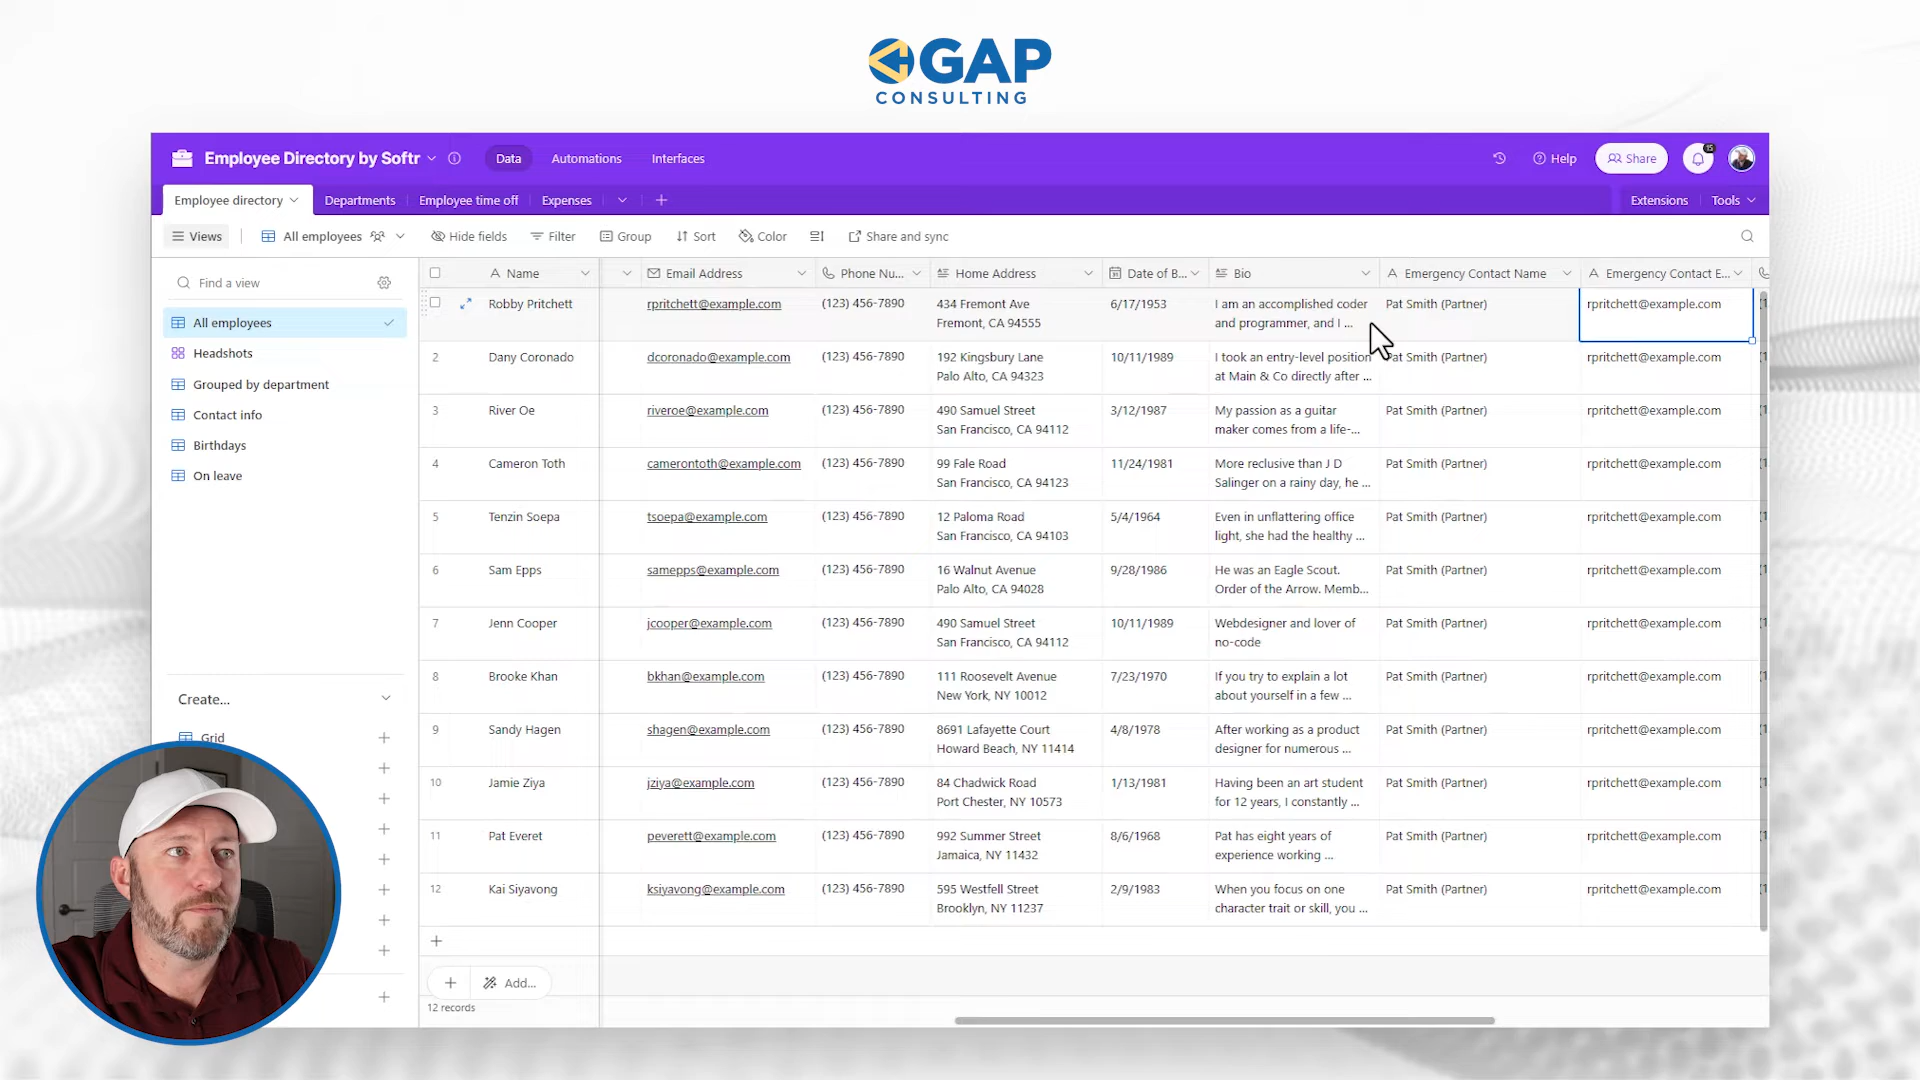 GAP
CONSULTING
Employee Directory by Softr
Data
Automations
Interfaces
Help
Share
15
Employee directory
Departments
Employee time off
Expenses
Extensions
Tools
Views
All employees
Hide fields
Filter
Group
Sort
Color
Share and sync
Find a view
All employees
Headshots
Grouped by department
Contact info
Birthdays
On leave
Create...
Grid
Name Email Address Phone Nu... Home Address Date of B... Bio Emergency Contact Name Emergency Contact E...
Robby Pritchett rpritchett@example.com (123) 456-7890 434 Fremont Ave 6/17/1953 I am an accomplished coder Pat Smith (Partner) rpritchett@example.com
Fremont, CA 94555 and programmer, and I ...
2 Dany Coronado dcoronado@example.com (123) 456-7890 192 Kingsbury Lane 10/11/1989 I took an entry-level position Pat Smith (Partner) rpritchett@example.com
Palo Alto, CA 94323 at Main & Co directly after ...
3 River Oe riveroe@example.com (123) 456-7890 490 Samuel Street 3/12/1987 My passion as a guitar Pat Smith (Partner) rpritchett@example.com
San Francisco, CA 94112 maker comes from a life-...
4 Cameron Toth camerontoth@example.com (123) 456-7890 99 Fale Road 11/24/1981 More reclusive than J D Pat Smith (Partner) rpritchett@example.com
San Francisco, CA 94123 Salinger on a rainy day, he ...
5 Tenzin Soepa tsoepa@example.com (123) 456-7890 12 Paloma Road 5/4/1964 Even in unflattering office Pat Smith (Partner) rpritchett@example.com
San Francisco, CA 94103 light, she had the healthy ...
6 Sam Epps samepps@example.com (123) 456-7890 16 Walnut Avenue 9/28/1986 He was an Eagle Scout. Pat Smith (Partner) rpritchett@example.com
Palo Alto, CA 94028 Order of the Arrow. Memb...
7 Jenn Cooper jcooper@example.com (123) 456-7890 490 Samuel Street 10/11/1989 Webdesigner and lover of Pat Smith (Partner) rpritchett@example.com
San Francisco, CA 94112 no-code
8 Brooke Khan bkhan@example.com (123) 456-7890 111 Roosevelt Avenue 7/23/1970 If you try to explain a lot Pat Smith (Partner) rpritchett@example.com
New York, NY 10012 about yourself in a few ...
9 Sandy Hagen shagen@example.com (123) 456-7890 8691 Lafayette Court 4/8/1978 After working as a product Pat Smith (Partner) rpritchett@example.com
Howard Beach, NY 11414 designer for numerous ...
10 Jamie Ziya jziya@example.com (123) 456-7890 84 Chadwick Road 1/13/1981 Having been an art student Pat Smith (Partner) rpritchett@example.com
Port Chester, NY 10573 for 12 years, I constantly ...
11 Pat Everet peverett@example.com (123) 456-7890 992 Summer Street 8/6/1968 Pat has eight years of Pat Smith (Partner) rpritchett@example.com
Jamaica, NY 11432 experience working ...
12 Kai Siyavong ksiyavong@example.com (123) 456-7890 595 Westfell Street 2/9/1983 When you focus on one Pat Smith (Partner) rpritchett@example.com
Brooklyn, NY 11237 character trait or skill, you ...
Add...
12 records